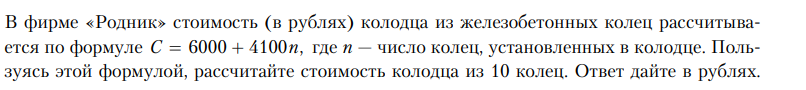 В фирме «Родник» стоимость (в рублях) колодца из железобетонных колец рассчитыва-
ется по формуле C = 6000 + 4100n, где n — число колец, установленных в колодце. Поль-
зуясь этой формулой, рассчитайте стоимость колодца из 10 колец. Ответ дайте в рублях.